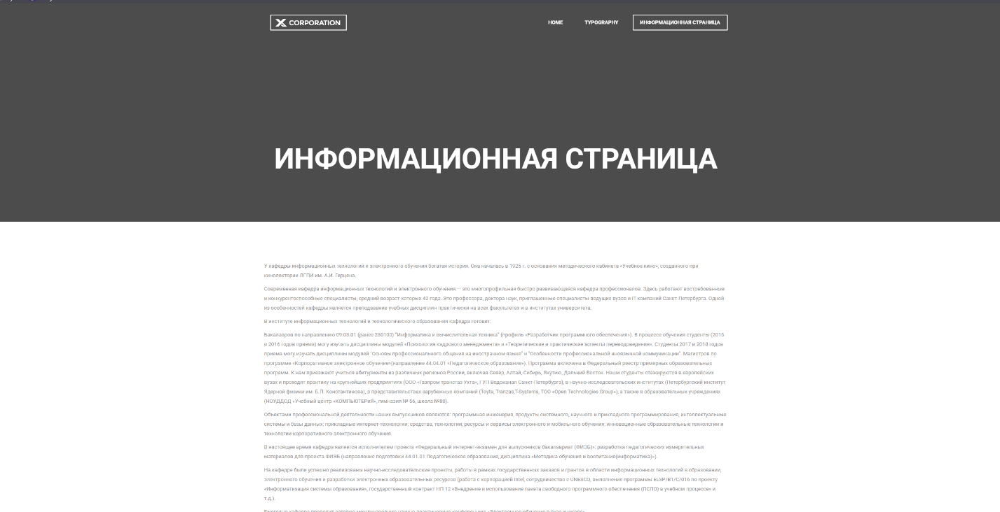 CORPORATION
HOME TYPOGRAPHY ИНФОРМАЦИОННАЯ СТРАНИЦА
ИНФОРМАЦИОННАЯ СТРАНИЦА
У кафедры информационных технологий и электронного обучения богатая история. Она началась в 1925 г. с основания методического кабинета «Учебное кино», созданного при
кинолектории ЛГПИ им. А.И. Герцена.
Современная кафедра информационных технологий и электронного обучения — это многопрофильная быстро развивающаяся кафедра профессионалов. Здесь работают востребованные
и конкурентоспособные специалисты, средний возраст которых 42 года. Это профессора, доктора наук, приглашенные специалисты ведущих вузов и IT-компаний Санкт-Петербурга. Одной
из особенностей кафедры является преподавание учебных дисциплин практически на всех факультетах и в институтах университета.
В институте информационных технологий и технологического образования кафедра готовит:
Бакалавров по направлению 09.03.01 (ранее 230100) "Информатика и вычислительная техника" (профиль «Разработчик программного обеспечения»). В процессе обучения студенты (2015
и 2016 годов приема) могу изучать дисциплины модулей «Психология кадрового менеджмента» и «Теоретические и практические аспекты переводоведения». Студенты 2017 и 2018 годов
приема могу изучать дисциплины модулей "Основы профессионального общения на иностранном языке" и "Особенности профессиональной иноязычной коммуникации". Магистров по
программе «Корпоративное электронное обучение»(направление 44.04.01 «Педагогическое образование»). Программа включена в Федеральный реестр примерных образовательных
программ. К нам приезжают учиться абитуриенты из различных регионов России, включая Север, Алтай, Сибирь, Якутию, Дальний Восток. Наши студенты стажируются в европейских
вузах и проходят практику на крупнейших предприятиях (ООО «Газпром трансгаз Ухта», ГУП Водоканал Санкт-Петербурга), в научно-исследовательских институтах (Петербургский институт
Ядерной физики им. Б.П. Константинова), в представительствах зарубежных компаний (Toyta, Tranzas,T-Systems, ТОО «Open Technologies Group»), а также в образовательных учреждениях
(НОУДДОД «Учебный центр «КОМПЬЮТЕРиЯ», гимназия № 56, школа №80).
Объектами профессиональной деятельности наших выпускников являются: программная инженерия, продукты системного, научного и прикладного программирования, интеллектуальные
системы и базы данных; прикладные интернет-технологии; средства, технологии, ресурсы и сервисы электронного и мобильного обучения; инновационные образовательные технологии и
технологии корпоративного электронного обучения.
В настоящее время кафедра является исполнителем проекта «Федеральный интернет-экзамен для выпускников бакалавриат (ФИЭБ)»: разработка педагогических измерительных
материалов для проекта ФИЭБ (направление подготовки 44.01.01 Педагогическое образование, дисциплина «Методика обучения и воспитание(информатика)»).
На кафедре были успешно реализованы научно-исследовательские проекты, работы в рамках государственных заказов и грантов в области информационных технологий в образовании,
электронного обучения и разработки электронных образовательных ресурсов (работа с корпорацией Intel, сотрудничество с UNESCO, выполнение программы ELSP/B1/C/016 по проекту
«Информатизация системы образования», государственный контракт НП 12 «Внедрение и использование пакета свободного программного обеспечения (ПСПО) в учебном процессе» и
т.д.).